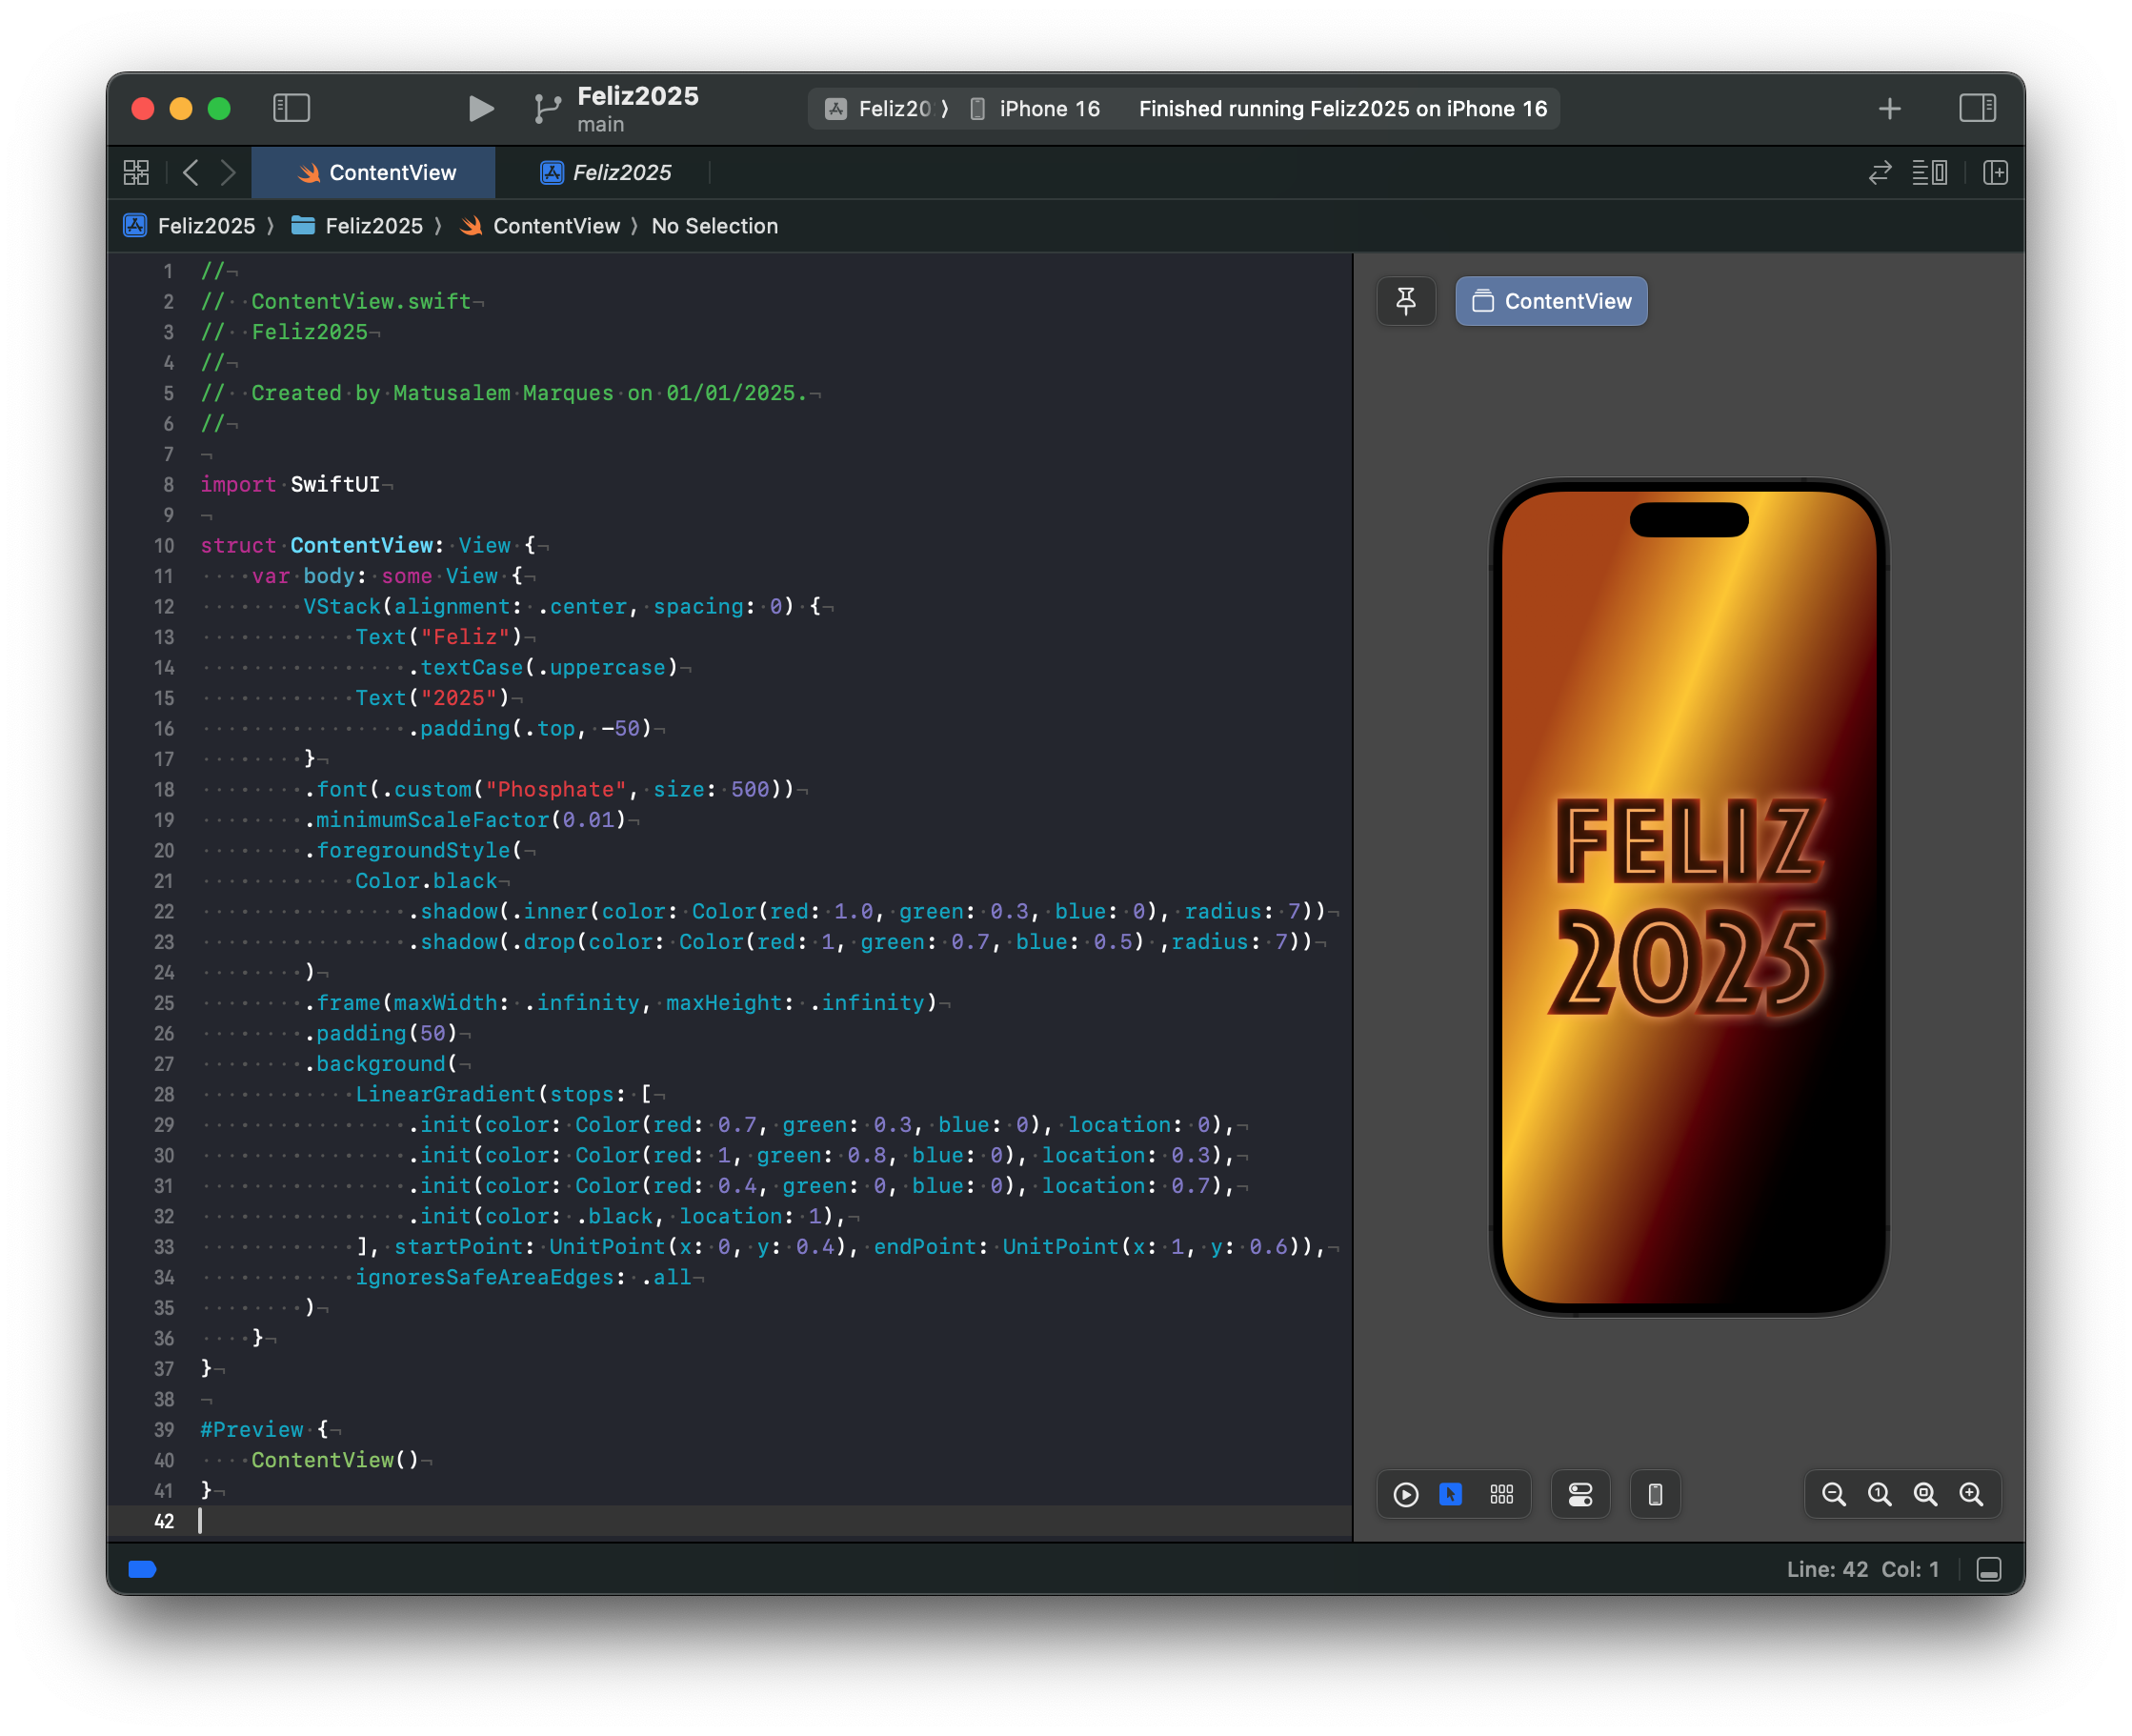 Feliz2025
main
Feliz20 iPhone 16 Finished running Feliz2025 on iPhone 16
ContentView Feliz2025
Feliz2025 ⟩ Feliz2025 ⟩ ContentView ⟩ No Selection
1 //
2 //  ContentView.swift
3 //  Feliz2025
4 //
5 //  Created by Matusalem Marques on 01/01/2025.
6 //
7
8 import SwiftUI
9
10 struct ContentView: View {
11     var body: some View {
12         VStack(alignment: .center, spacing: 0) {
13             Text("Feliz")
14                 .textCase(.uppercase)
15             Text("2025")
16                 .padding(.top, -50)
17         }
18         .font(.custom("Phosphate", size: 500))
19         .minimumScaleFactor(0.01)
20         .foregroundStyle(
21             Color.black
22                 .shadow(.inner(color: Color(red: 1.0, green: 0.3, blue: 0), radius: 7))
23                 .shadow(.drop(color: Color(red: 1, green: 0.7, blue: 0.5) ,radius: 7))
24         )
25         .frame(maxWidth: .infinity, maxHeight: .infinity)
26         .padding(50)
27         .background(
28             LinearGradient(stops: [
29                 .init(color: Color(red: 0.7, green: 0.3, blue: 0), location: 0),
30                 .init(color: Color(red: 1, green: 0.8, blue: 0), location: 0.3),
31                 .init(color: Color(red: 0.4, green: 0, blue: 0), location: 0.7),
32                 .init(color: .black, location: 1),
33             ], startPoint: UnitPoint(x: 0, y: 0.4), endPoint: UnitPoint(x: 1, y: 0.6)),
34             ignoresSafeAreaEdges: .all
35         )
36     }
37 }
38
39 #Preview {
40     ContentView()
41 }
42
ContentView
FELIZ
2025
Line: 42 Col: 1